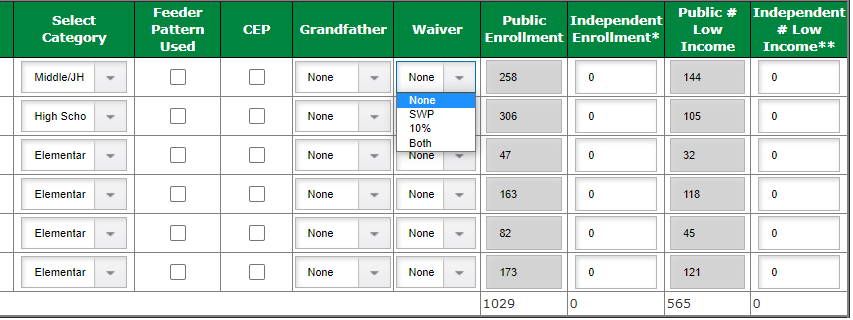 Select Category
Feeder Pattern Used
CEP
Grandfather
Waiver
Public Enrollment
Independent Enrollment*
Public # Low Income
Independent # Low Income**
Middle/JH None None 258 0 144 0
None
SWP
10%
Both
High Scho None 306 0 105 0
Elementar None None 47 0 32 0
Elementar None None 163 0 118 0
Elementar None None 82 0 45 0
Elementar None None 173 0 121 0
1029 0 565 0